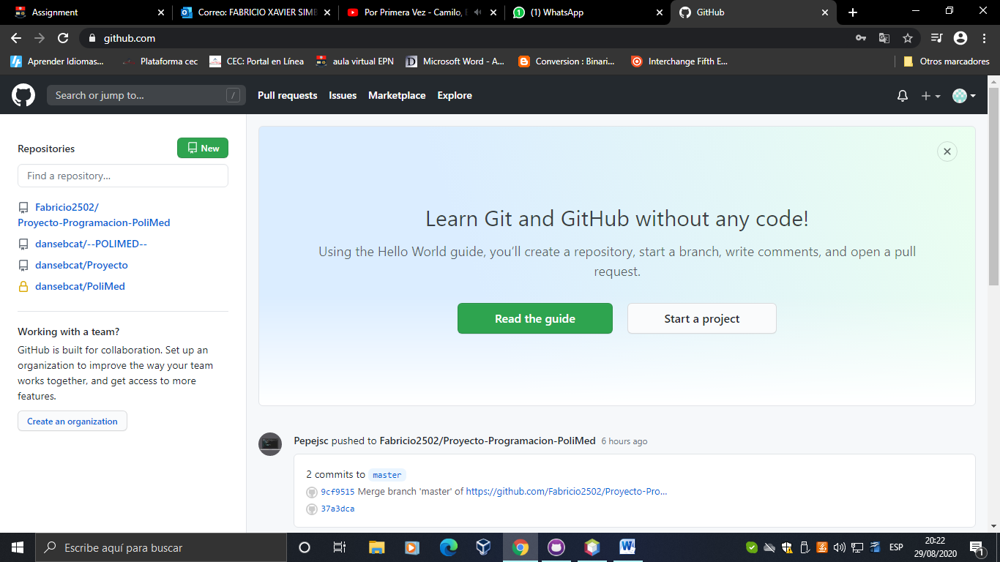 Assignment
Correo: FABRICIO XAVIER SIMB
Por Primera Vez - Camilo, E
(1) WhatsApp
GitHub
github.com
Aprender Idiomas...
Plataforma cec
CEC: Portal en Línea
aula virtual EPN
Microsoft Word - A...
Conversion : Binari...
Interchange Fifth E...
Otros marcadores
Search or jump to...
/
Pull requests
Issues
Marketplace
Explore
Repositories
New
Find a repository...
Fabricio2502/
Proyecto-Programacion-PoliMed
dansebcat/--POLIMED--
dansebcat/Proyecto
dansebcat/PoliMed
Working with a team?
GitHub is built for collaboration. Set up an
organization to improve the way your team
works together, and get access to more
features.
Create an organization
Learn Git and GitHub without any code!
Using the Hello World guide, you’ll create a repository, start a branch, write comments, and open a pull
request.
Read the guide
Start a project
Pepejsc pushed to Fabricio2502/Proyecto-Programacion-PoliMed 6 hours ago
2 commits to master
9cf9515 Merge branch 'master' of https://github.com/Fabricio2502/Proyecto-Pro...
37a3dca
Escribe aquí para buscar
ESP
20:22
29/08/2020
1